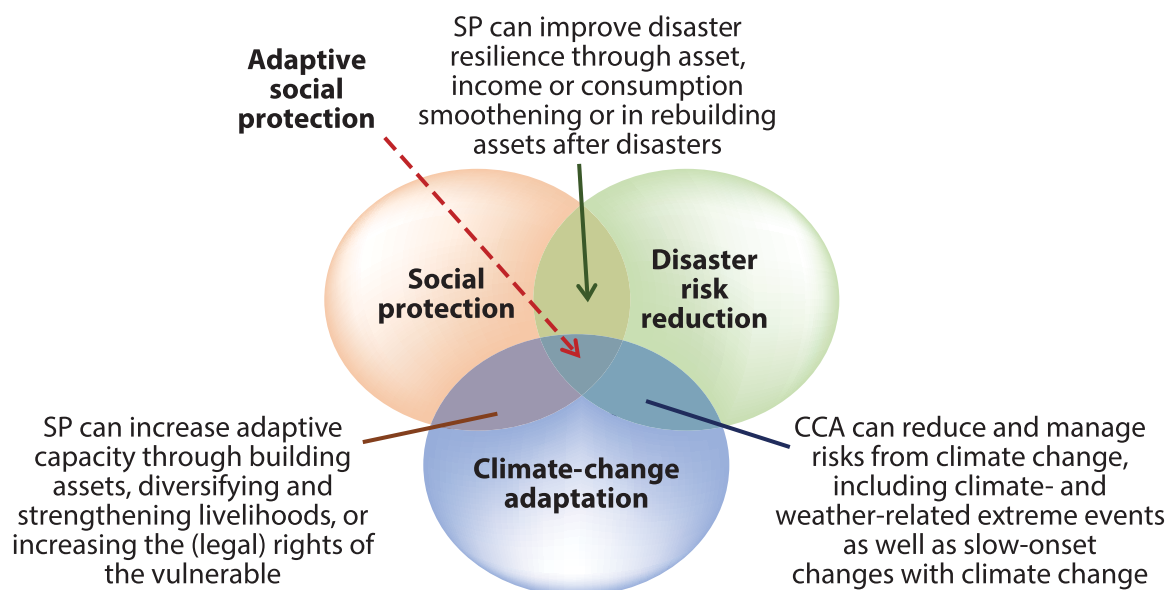 Adaptive
social
protection
SP can improve disaster
resilience through asset,
income or consumption
smoothening or in rebuilding
assets after disasters
Social
protection
Disaster
risk
reduction
Climate-change
adaptation
SP can increase adaptive
capacity through building
assets, diversifying and
strengthening livelihoods, or
increasing the (legal) rights of
the vulnerable
CCA can reduce and manage
risks from climate change,
including climate- and
weather-related extreme events
as well as slow-onset
changes with climate change